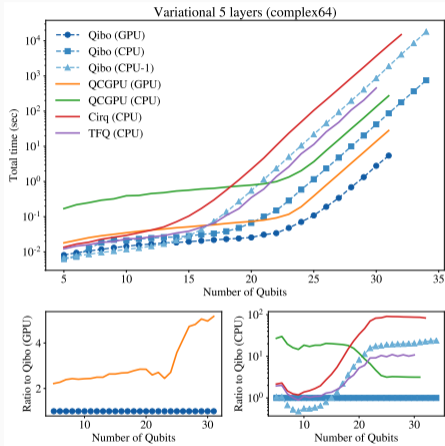 Variational 5 layers (complex64)
Qibo (GPU)
Qibo (CPU)
Qibo (CPU-1)
QCGPU (GPU)
QCGPU (CPU)
Cirq (CPU)
TFQ (CPU)
Total time (sec)
10^4
10^3
10^2
10^1
10^0
10^-1
10^-2
5 10 15 20 25 30 35
Number of Qubits
Ratio to Qibo (GPU)
4
2
10 20 30
Number of Qubits
Ratio to Qibo (CPU)
10^2
10^1
10^0
10 20 30
Number of Qubits